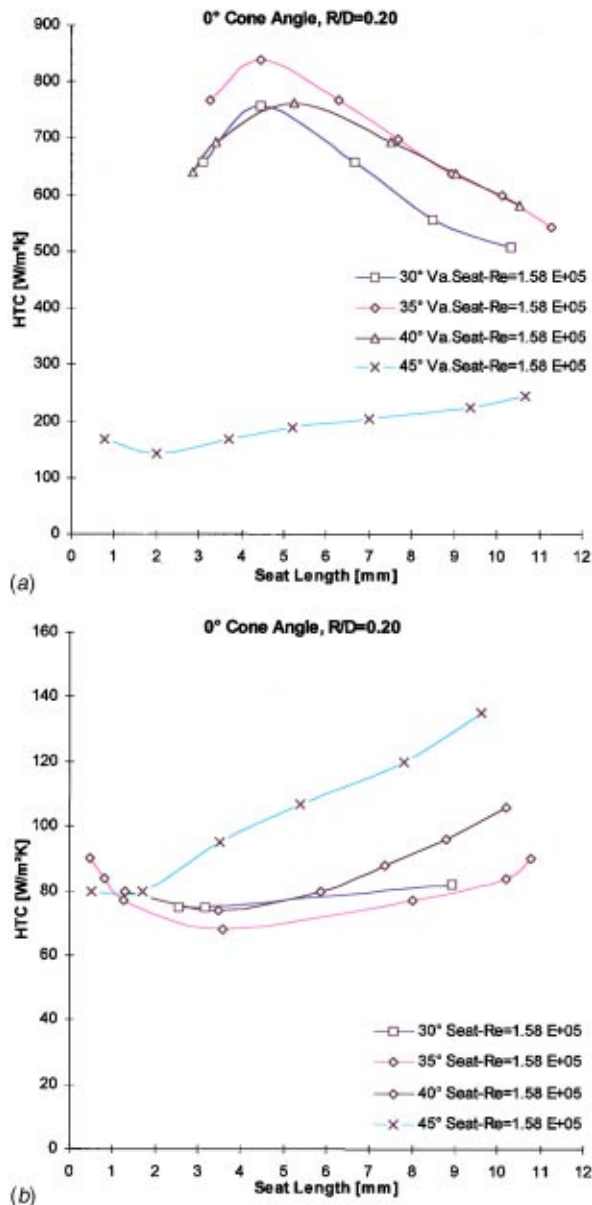 0° Cone Angle, R/D=0.20
900
800
700
600
500
400
300
200
100
0
HTC [W/m²k]
30° Va.Seat-Re=1.58 E+05
35° Va.Seat-Re=1.58 E+05
40° Va.Seat-Re=1.58 E+05
45° Va.Seat-Re=1.58 E+05
0 1 2 3 4 5 6 7 8 9 10 11 12
Seat Length [mm]
(a)
0° Cone Angle, R/D=0.20
160
140
120
100
80
60
40
20
0
HTC [W/m²K]
30° Seat-Re=1.58 E+05
35° Seat-Re=1.58 E+05
40° Seat-Re=1.58 E+05
45° Seat-Re=1.58 E+05
0 1 2 3 4 5 6 7 8 9 10 11 12
Seat Length [mm]
(b)